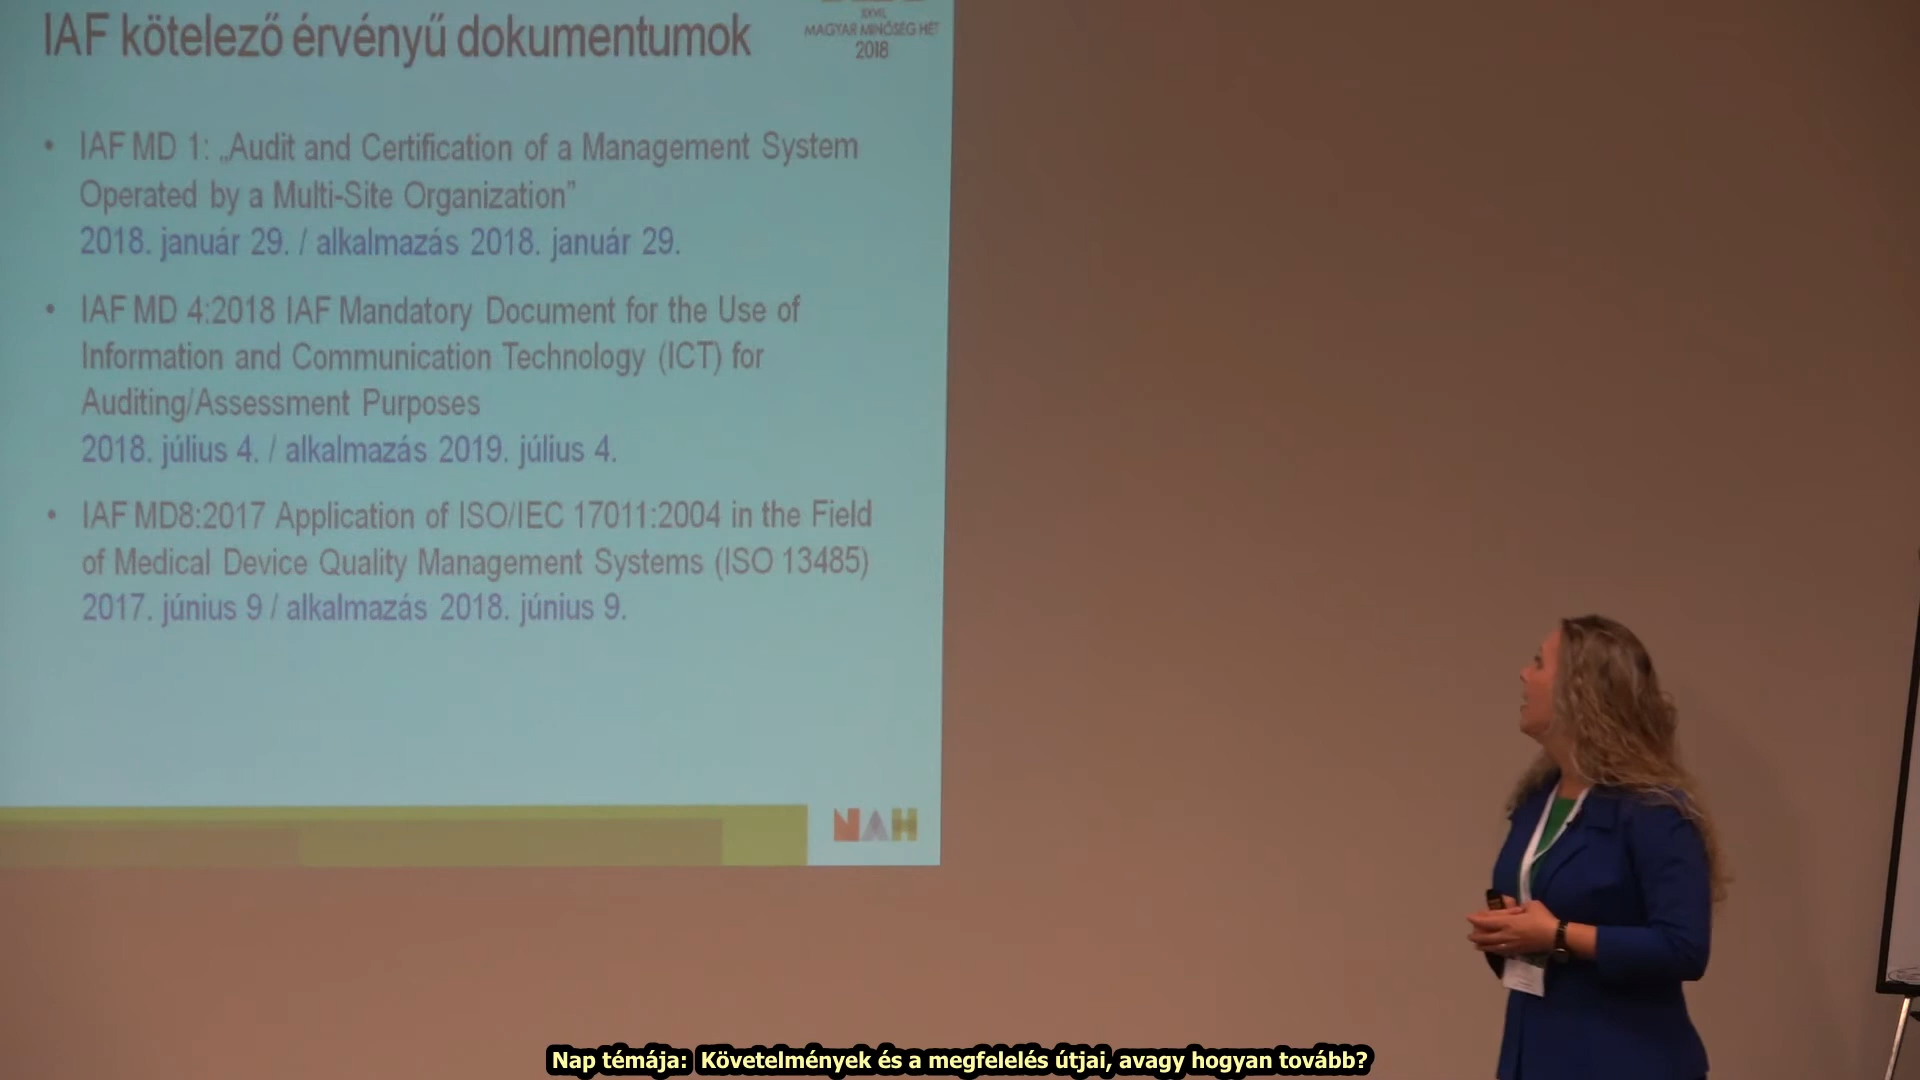 IAF kötelező érvényű dokumentumok
XXVII.
MAGYAR MINŐSÉG HÉT
2018
• IAF MD 1: „Audit and Certification of a Management System
Operated by a Multi-Site Organization”
2018. január 29. / alkalmazás 2018. január 29.
• IAF MD 4:2018 IAF Mandatory Document for the Use of
Information and Communication Technology (ICT) for
Auditing/Assessment Purposes
2018. július 4. / alkalmazás 2019. július 4.
• IAF MD8:2017 Application of ISO/IEC 17011:2004 in the Field
of Medical Device Quality Management Systems (ISO 13485)
2017. június 9 / alkalmazás 2018. június 9.
NAH
Nap témája: Követelmények és a megfelelés útjai, avagy hogyan tovább?